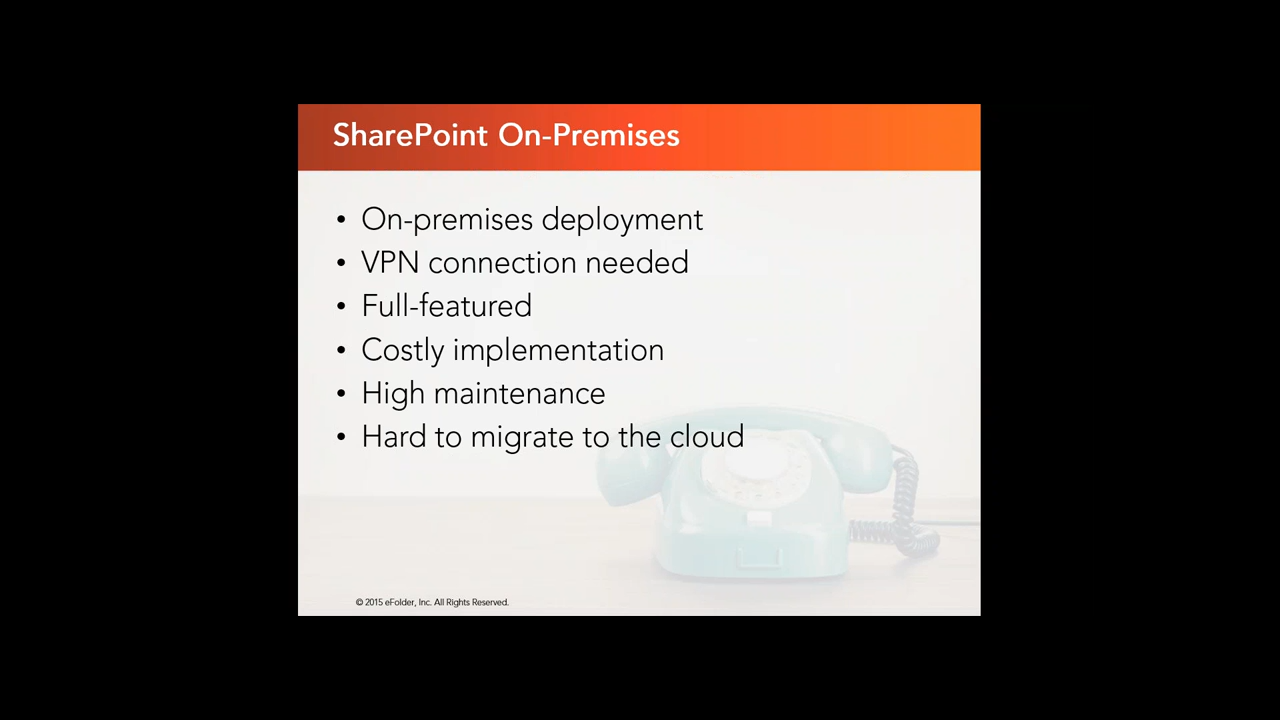 SharePoint On-Premises
• On-premises deployment
• VPN connection needed
• Full-featured
• Costly implementation
• High maintenance
• Hard to migrate to the cloud
© 2015 eFolder, Inc. All Rights Reserved.